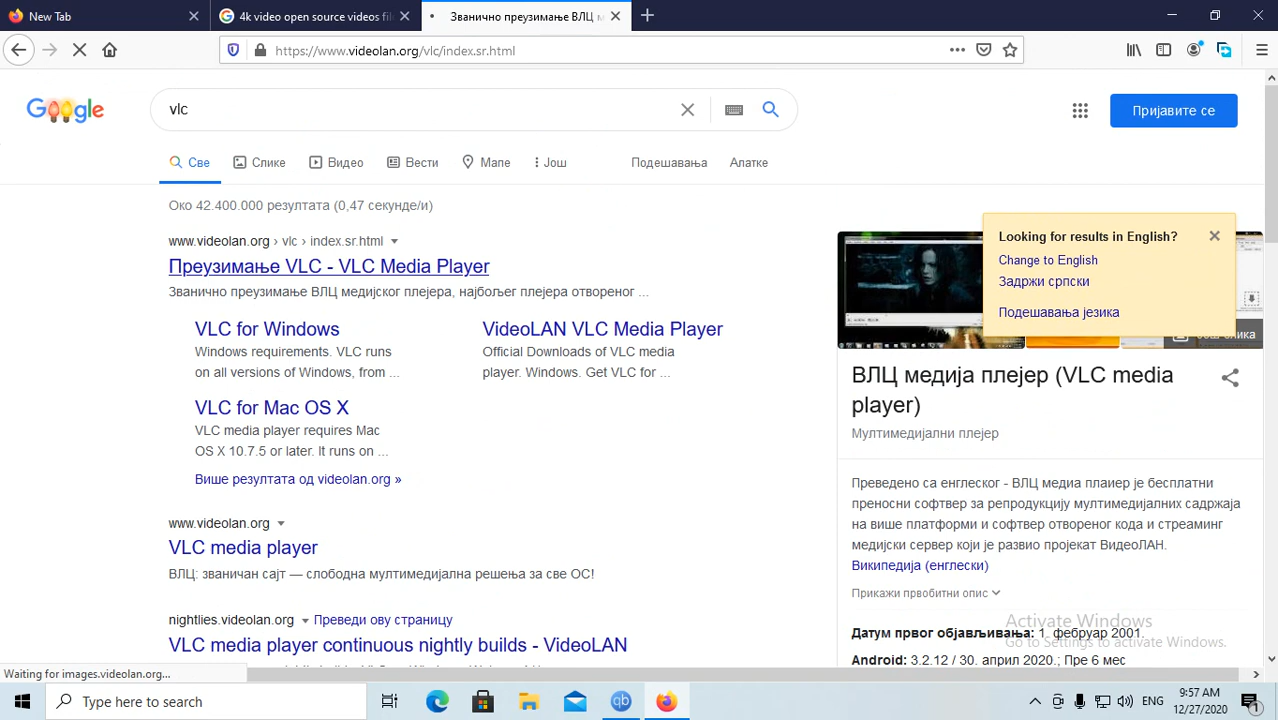 New Tab
4k video open source videos fil
Званично преузимање ВЛЦ м
https://www.videolan.org/vlc/index.sr.html
Google
vlc
Пријавите се
Све
Слике
Видео
Вести
Мапе
Још
Подешавања
Алатке
Око 42.400.000 резултата (0,47 секунде/и)
www.videolan.org › vlc › index.sr.html
Преузимање VLC - VLC Media Player
Званично преузимање ВЛЦ медијског плејера, најбољег плејера отвореног ...
VLC for Windows
Windows requirements. VLC runs
on all versions of Windows, from ...
VideoLAN VLC Media Player
Official Downloads of VLC media
player. Windows. Get VLC for ...
VLC for Mac OS X
VLC media player requires Mac
OS X 10.7.5 or later. It runs on ...
Више резултата од videolan.org »
www.videolan.org
VLC media player
ВЛЦ: званичан сајт — слободна мултимедијална решења за све ОС!
nightlies.videolan.org
Преведи ову страницу
VLC media player continuous nightly builds - VideoLAN
Looking for results in English?
Change to English
Задржи српски
Подешавања језика
ВЛЦ медија плејер (VLC media
player)
Мултимедијални плејер
Преведено са енглеског - ВЛЦ медиа плаиер је бесплатни
преносни софтвер за репродукцију мултимедијалних садржаја
на више платформи и софтвер отвореног кода и стреаминг
медијски сервер који је развио пројекат ВидеоЛАН.
Википедија (енглески)
Прикажи првобитни опис
Датум првог објављивања: 1. фебруар 2001.
Android: 3.2.12 / 30. април 2020.; Пре 6 мес
Activate Windows
Go to Settings to activate Windows.
Waiting for images.videolan.org...
Type here to search
qb
ENG
9:57 AM
12/27/2020
1